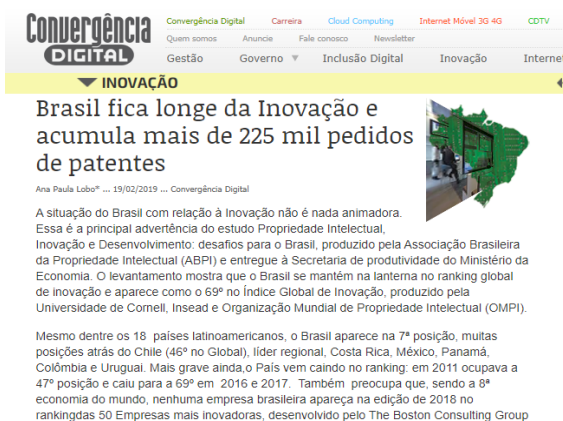 Convergência
DIGITAL
Convergência Digital Carreira Cloud Computing Internet Móvel 3G 4G CDTV
Quem somos Anuncie Fale conosco Newsletter
Gestão Governo ▼ Inclusão Digital Inovação Interne
INOVAÇÃO
Brasil fica longe da Inovação e
acumula mais de 225 mil pedidos
de patentes
Ana Paula Lobo* ... 19/02/2019 ... Convergência Digital
A situação do Brasil com relação à Inovação não é nada animadora.
Essa é a principal advertência do estudo Propriedade Intelectual,
Inovação e Desenvolvimento: desafios para o Brasil, produzido pela Associação Brasileira
da Propriedade Intelectual (ABPI) e entregue à Secretaria de produtividade do Ministério da
Economia. O levantamento mostra que o Brasil se mantém na lanterna no ranking global
de inovação e aparece como o 69º no Índice Global de Inovação, produzido pela
Universidade de Cornell, Insead e Organização Mundial de Propriedade Intelectual (OMPI).
Mesmo dentre os 18 países latinoamericanos, o Brasil aparece na 7ª posição, muitas
posições atrás do Chile (46º no Global), líder regional, Costa Rica, México, Panamá,
Colômbia e Uruguai. Mais grave ainda,o País vem caindo no ranking: em 2011 ocupava a
47º posição e caiu para a 69º em 2016 e 2017. Também preocupa que, sendo a 8ª
economia do mundo, nenhuma empresa brasileira apareça na edição de 2018 no
rankingdas 50 Empresas mais inovadoras, desenvolvido pelo The Boston Consulting Group